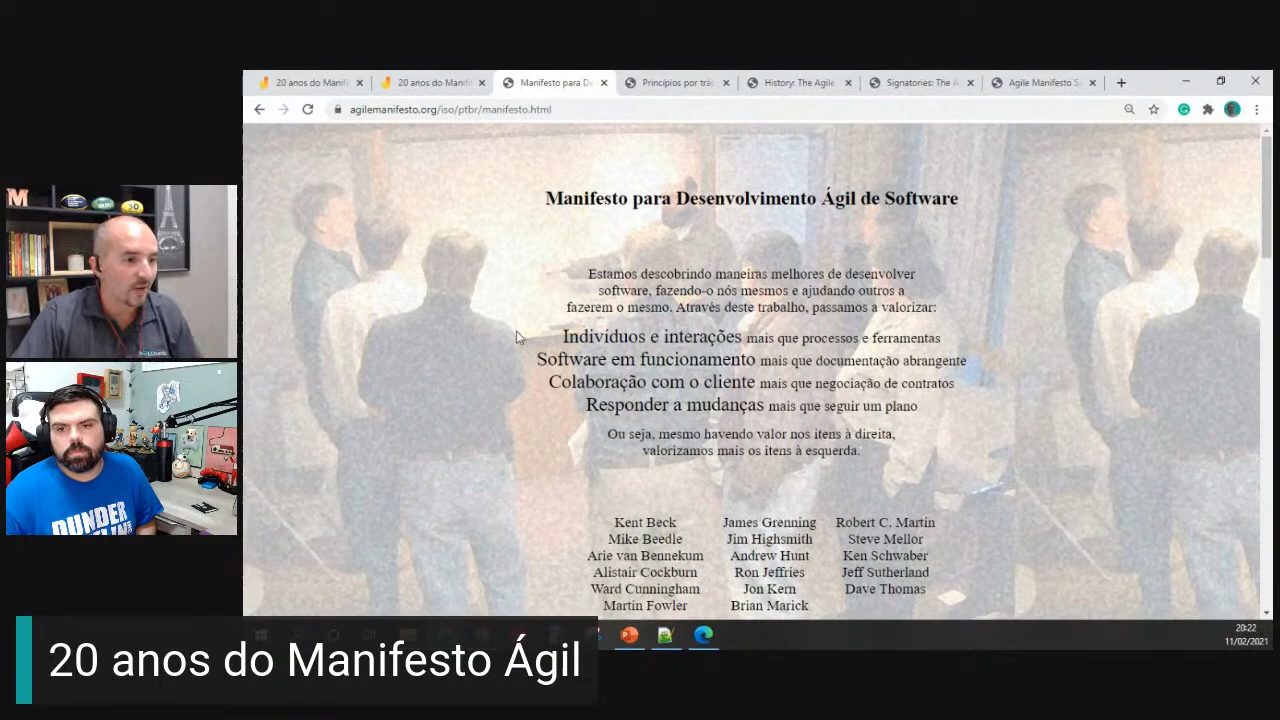 20 anos do Manif
20 anos do Manif
Manifesto para D
Princípios por trá
History: The Agile
Signatories: The A
Agile Manifesto S
agilemanifesto.org/iso/ptbr/manifesto.html
Manifesto para Desenvolvimento Ágil de Software
Estamos descobrindo maneiras melhores de desenvolver
software, fazendo-o nós mesmos e ajudando outros a
fazerem o mesmo. Através deste trabalho, passamos a valorizar:
Indivíduos e interações mais que processos e ferramentas
Software em funcionamento mais que documentação abrangente
Colaboração com o cliente mais que negociação de contratos
Responder a mudanças mais que seguir um plano
Ou seja, mesmo havendo valor nos itens à direita,
valorizamos mais os itens à esquerda.
Kent Beck
Mike Beedle
Arie van Bennekum
Alistair Cockburn
Ward Cunningham
Martin Fowler
James Grenning
Jim Highsmith
Andrew Hunt
Ron Jeffries
Jon Kern
Brian Marick
Robert C. Martin
Steve Mellor
Ken Schwaber
Jeff Sutherland
Dave Thomas
M
DUNDER
20:22
11/02/2021
20 anos do Manifesto Ágil